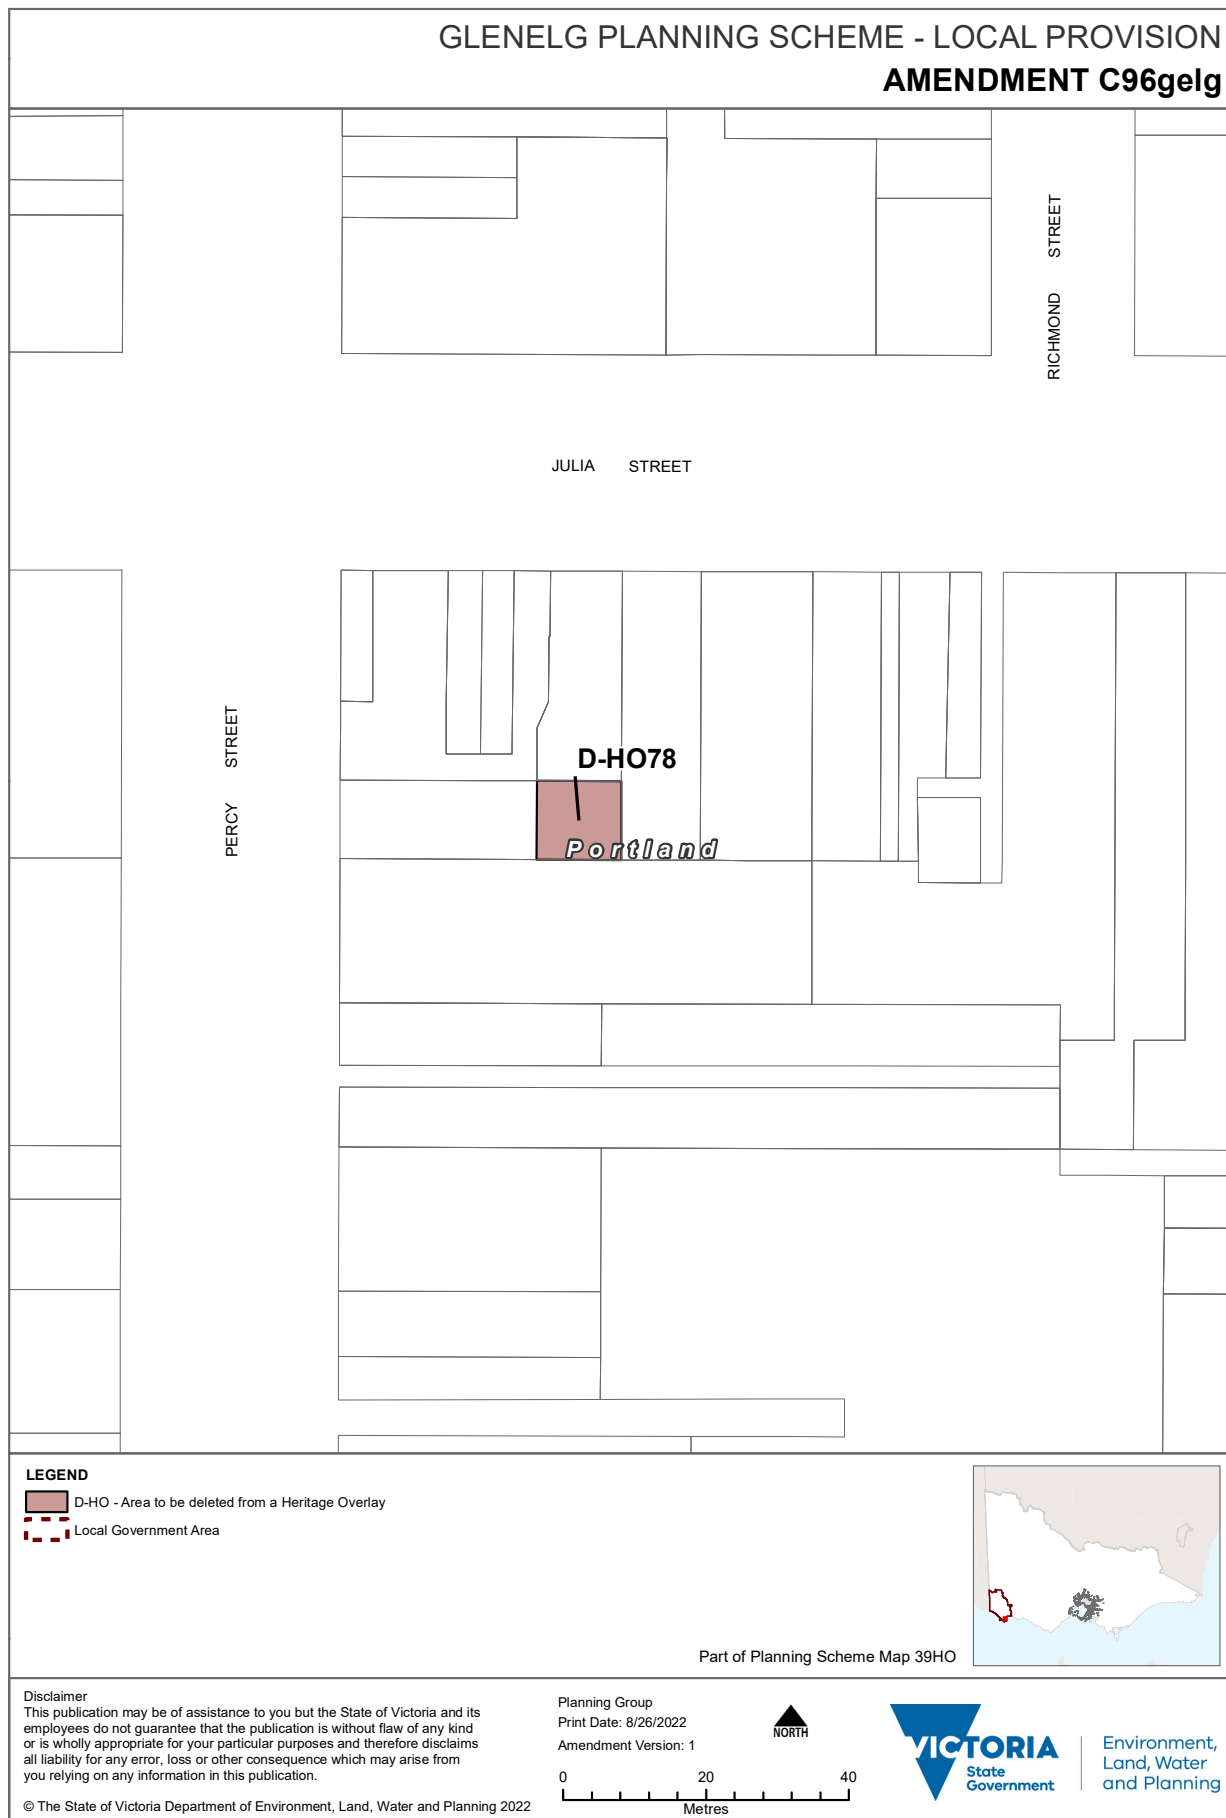 GLENELG PLANNING SCHEME - LOCAL PROVISION
AMENDMENT C96gelg
RICHMOND STREET
JULIA STREET
PERCY STREET
D-HO78
Portland
LEGEND
D-HO - Area to be deleted from a Heritage Overlay
Local Government Area
Part of Planning Scheme Map 39HO
Disclaimer
This publication may be of assistance to you but the State of Victoria and its
employees do not guarantee that the publication is without flaw of any kind
or is wholly appropriate for your particular purposes and therefore disclaims
all liability for any error, loss or other consequence which may arise from
you relying on any information in this publication.
© The State of Victoria Department of Environment, Land, Water and Planning 2022
Planning Group
Print Date: 8/26/2022
Amendment Version: 1
0 20 40
Metres
NORTH
VICTORIA
State
Government
Environment,
Land, Water
and Planning